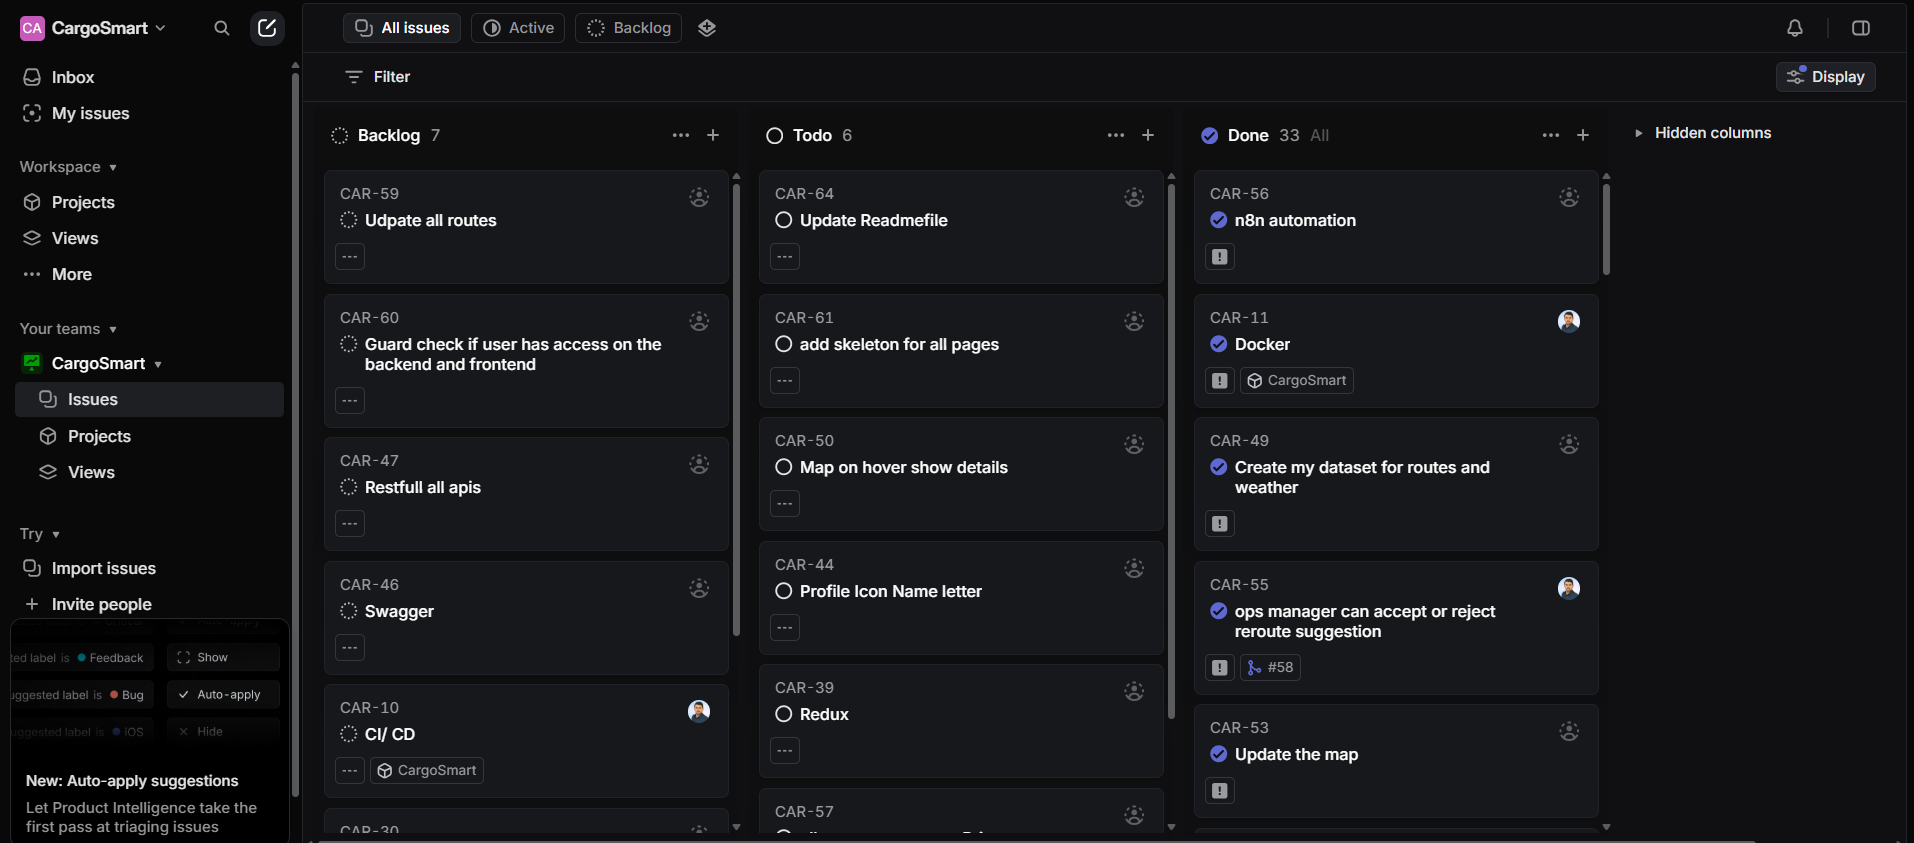 CA CargoSmart
Inbox
My issues
Workspace
Projects
Views
More
Your teams
CargoSmart
Issues
Projects
Views
Try
Import issues
Invite people
ted label is Feedback Show
uggested label is Bug Auto-apply
uggested label is iOS Hide
New: Auto-apply suggestions
Let Product Intelligence take the
first pass at triaging issues
All issues Active Backlog
Filter Display
Backlog 7
CAR-59
Udpate all routes
---
CAR-60
Guard check if user has access on the
backend and frontend
---
CAR-47
Restfull all apis
---
CAR-46
Swagger
---
CAR-10
CI/ CD
--- CargoSmart
CAR-30
Todo 6
CAR-64
Update Readmefile
---
CAR-61
add skeleton for all pages
---
CAR-50
Map on hover show details
---
CAR-44
Profile Icon Name letter
---
CAR-39
Redux
---
CAR-57
Done 33 All
CAR-56
n8n automation
!
CAR-11
Docker
! CargoSmart
CAR-49
Create my dataset for routes and
weather
!
CAR-55
ops manager can accept or reject
reroute suggestion
! #58
CAR-53
Update the map
!
Hidden columns